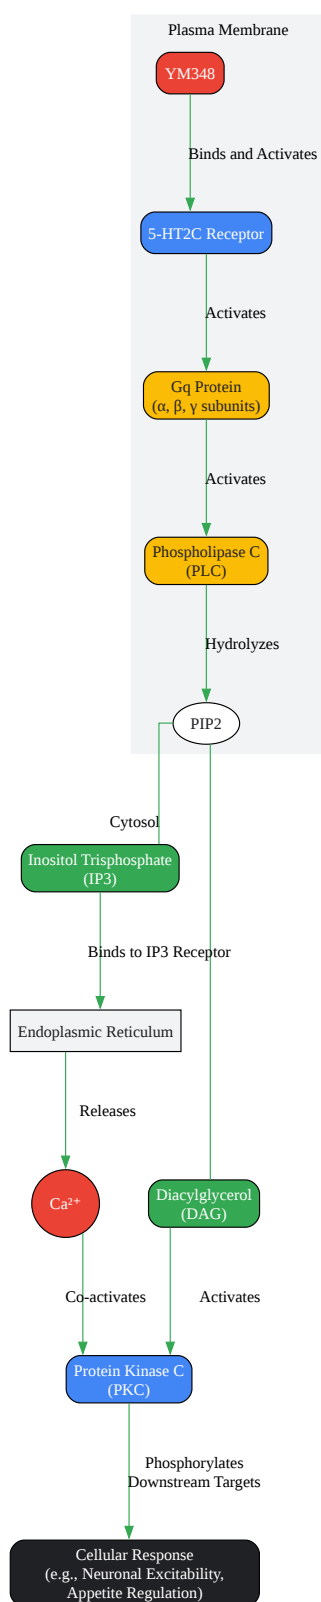 Plasma Membrane
YM348
Binds and Activates
5-HT2C Receptor
Activates
Gq Protein
(α, β, γ subunits)
Activates
Phospholipase C
(PLC)
Hydrolyzes
PIP2
Cytosol
Inositol Trisphosphate
(IP3)
Binds to IP3 Receptor
Endoplasmic Reticulum
Releases
Ca²⁺
Diacylglycerol
(DAG)
Co-activates
Activates
Protein Kinase C
(PKC)
Phosphorylates
Downstream Targets
Cellular Response
(e.g., Neuronal Excitability,
Appetite Regulation)